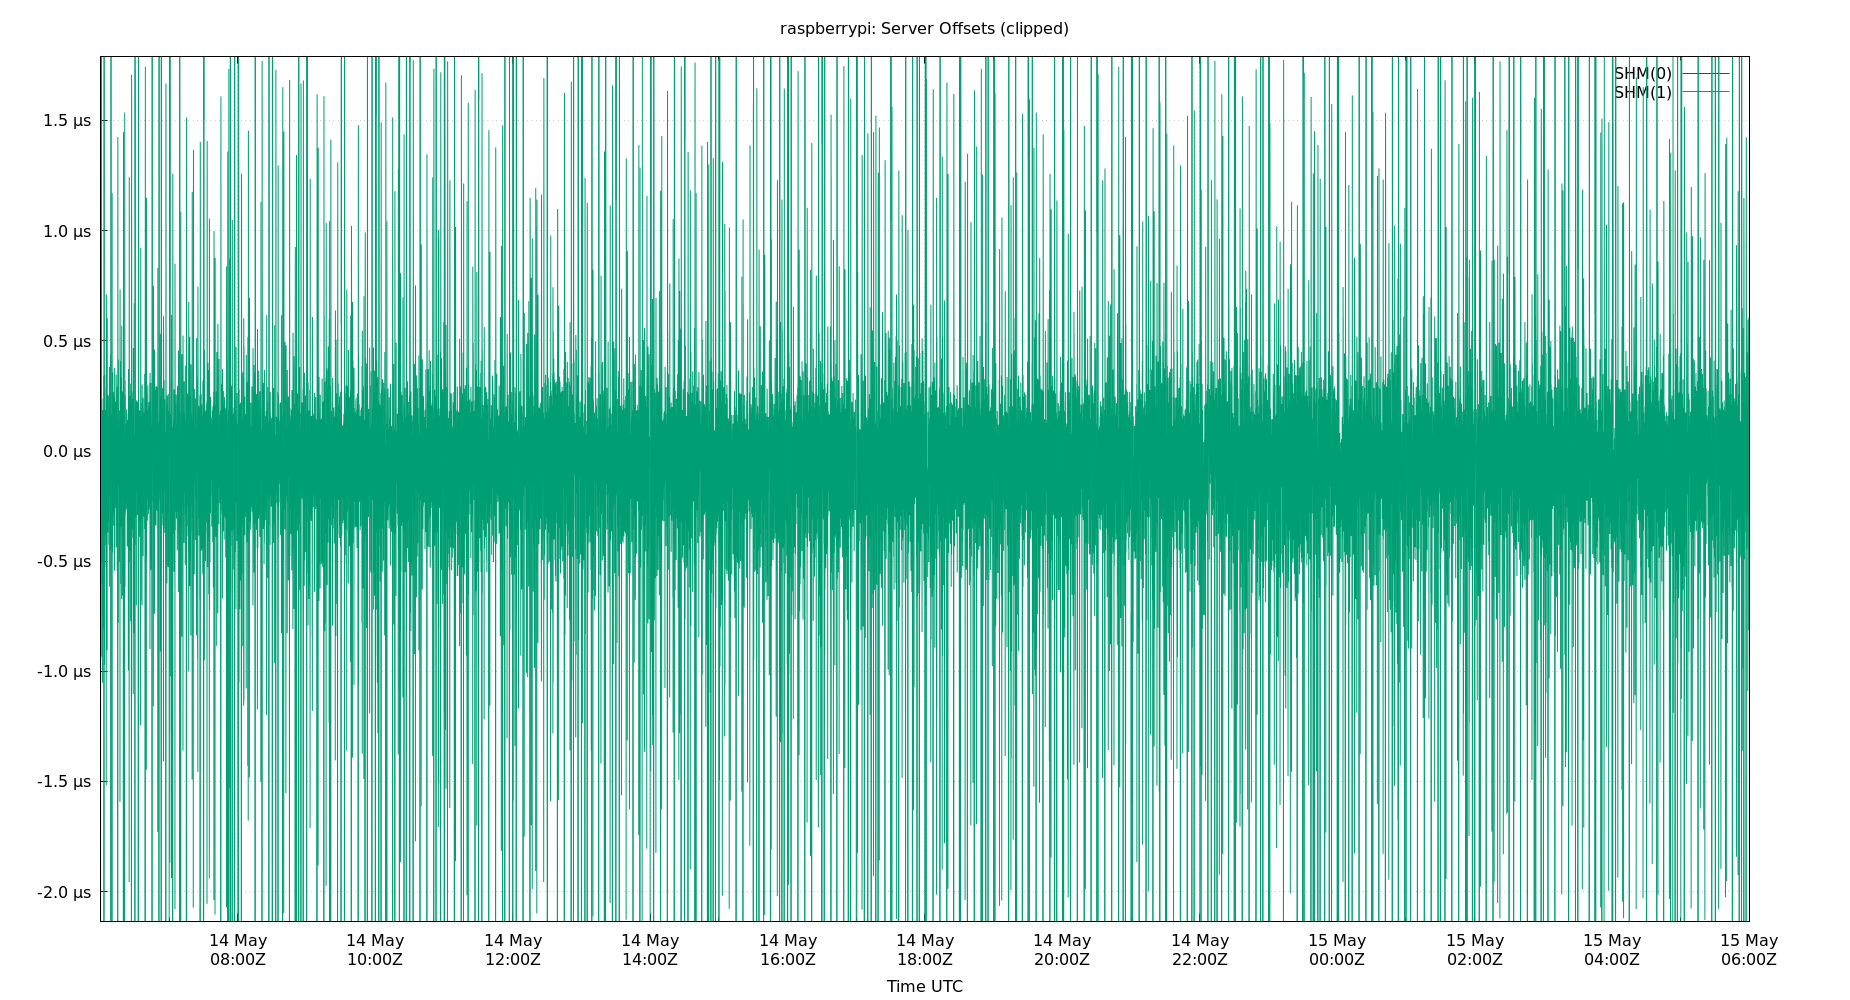 raspberrypi: Server Offsets (clipped)
SHM(0)
SHM(1)
1.5 µs
1.0 µs
0.5 µs
0.0 µs
-0.5 µs
-1.0 µs
-1.5 µs
-2.0 µs
14 May 14 May 14 May 14 May 14 May 14 May 14 May 14 May 15 May 15 May 15 May 15 May
08:00Z 10:00Z 12:00Z 14:00Z 16:00Z 18:00Z 20:00Z 22:00Z 00:00Z 02:00Z 04:00Z 06:00Z
Time UTC